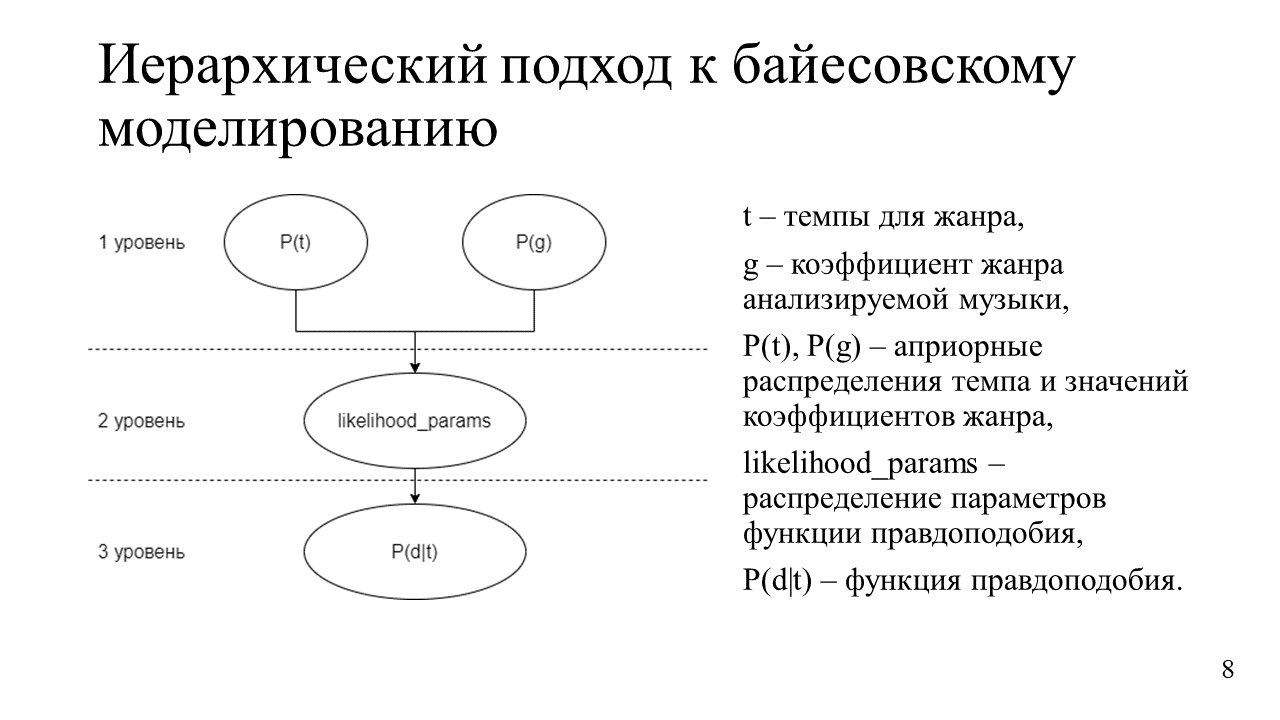 Иерархический подход к байесовскому
моделированию
1 уровень
P(t)
P(g)
2 уровень
likelihood_params
3 уровень
P(d|t)
t – темпы для жанра,
g – коэффициент жанра
анализируемой музыки,
P(t), P(g) – априорные
распределения темпа и значений
коэффициентов жанра,
likelihood_params –
распределение параметров
функции правдоподобия,
P(d|t) – функция правдоподобия.
8